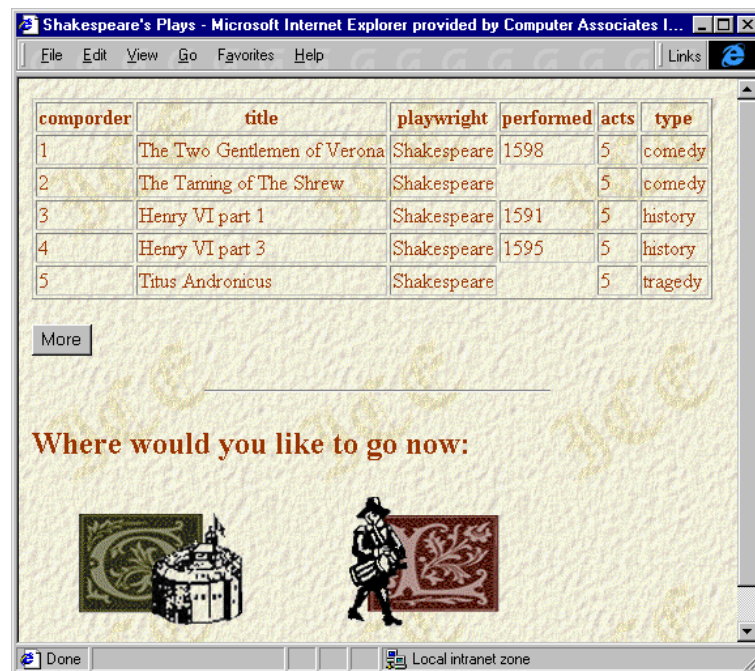 Shakespeare's Plays - Microsoft Internet Explorer provided by Computer Associates I...
File Edit View Go Favorites Help Links
comporder title playwright performed acts type
1 The Two Gentlemen of Verona Shakespeare 1598 5 comedy
2 The Taming of The Shrew Shakespeare 5 comedy
3 Henry VI part 1 Shakespeare 1591 5 history
4 Henry VI part 3 Shakespeare 1595 5 history
5 Titus Andronicus Shakespeare 5 tragedy
More
Where would you like to go now:
G L
Done Local intranet zone